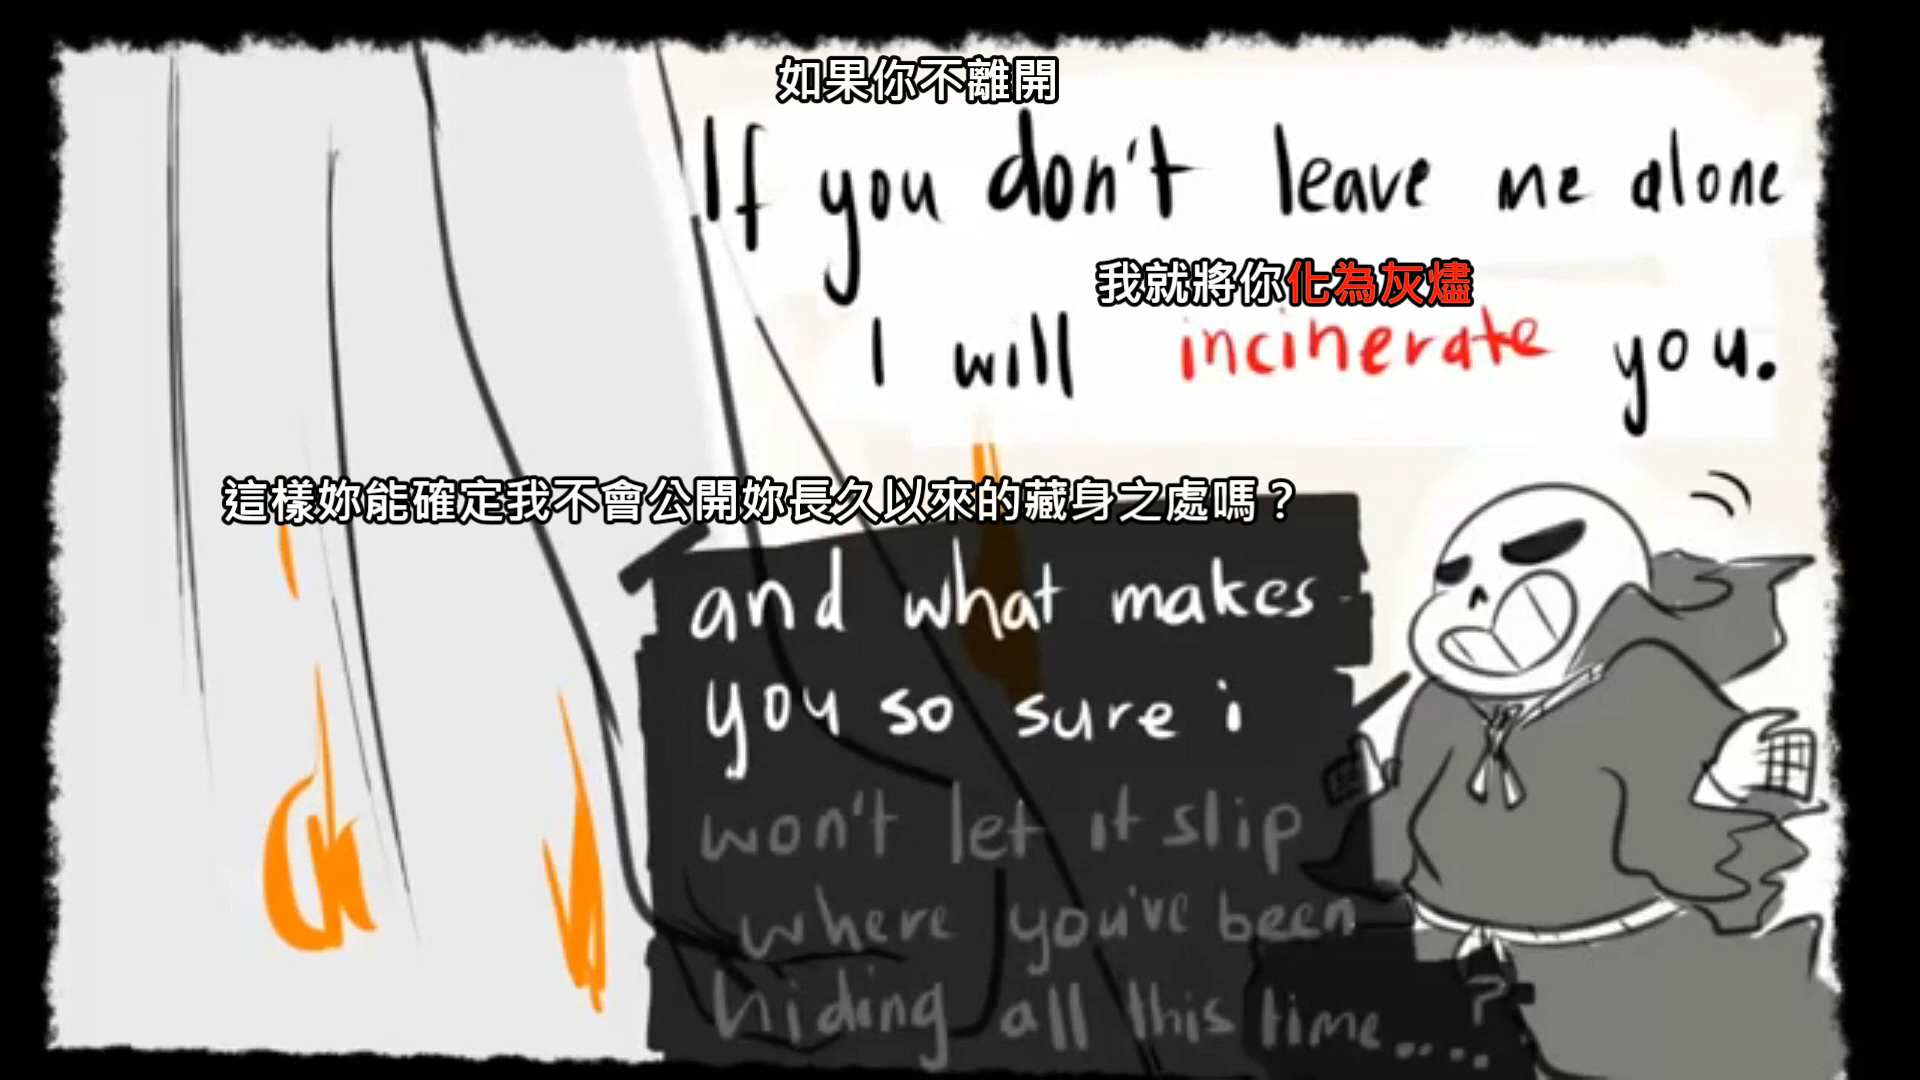 如果你不離開
If you don't leave me alone
我就將你化為灰燼
I will incinerate you.
這樣妳能確定我不會公開妳長久以來的藏身之處嗎？
and what makes
you so sure i
won't let it slip
where you've been
hiding all this time....?